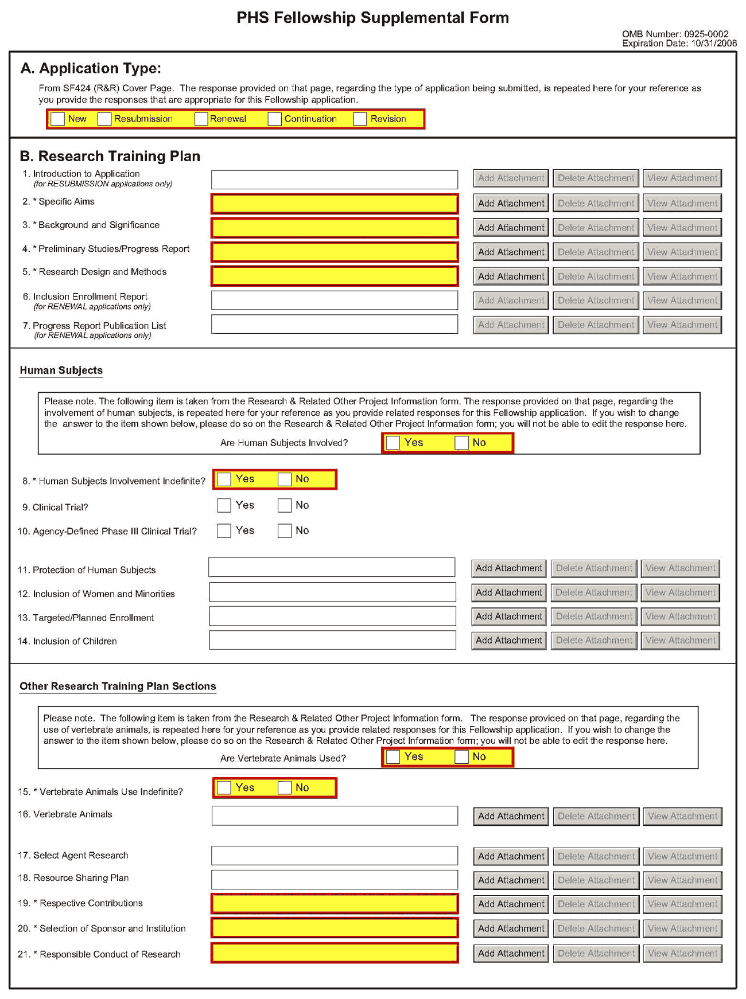 PHS Fellowship Supplemental Form
OMB Number: 0925-0002
Expiration Date: 10/31/2008
A. Application Type:
From SF424 (R&R) Cover Page. The response provided on that page, regarding the type of application being submitted, is repeated here for your reference as
you provide the responses that are appropriate for this Fellowship application.
New Resubmission Renewal Continuation Revision
B. Research Training Plan
1. Introduction to Application Add Attachment Delete Attachment View Attachment
(for RESUBMISSION applications only)
2. * Specific Aims Add Attachment Delete Attachment View Attachment
3. * Background and Significance Add Attachment Delete Attachment View Attachment
4. * Preliminary Studies/Progress Report Add Attachment Delete Attachment View Attachment
5. * Research Design and Methods Add Attachment Delete Attachment View Attachment
6. Inclusion Enrollment Report Add Attachment Delete Attachment View Attachment
(for RENEWAL applications only)
7. Progress Report Publication List Add Attachment Delete Attachment View Attachment
(for RENEWAL applications only)
Human Subjects
Please note. The following item is taken from the Research & Related Other Project Information form. The response provided on that page, regarding the
involvement of human subjects, is repeated here for your reference as you provide related responses for this Fellowship application. If you wish to change
the answer to the item shown below, please do so on the Research & Related Other Project Information form; you will not be able to edit the response here.
Are Human Subjects Involved? Yes No
8. * Human Subjects Involvement Indefinite? Yes No
9. Clinical Trial? Yes No
10. Agency-Defined Phase III Clinical Trial? Yes No
11. Protection of Human Subjects Add Attachment Delete Attachment View Attachment
12. Inclusion of Women and Minorities Add Attachment Delete Attachment View Attachment
13. Targeted/Planned Enrollment Add Attachment Delete Attachment View Attachment
14. Inclusion of Children Add Attachment Delete Attachment View Attachment
Other Research Training Plan Sections
Please note. The following item is taken from the Research & Related Other Project Information form. The response provided on that page, regarding the
use of vertebrate animals, is repeated here for your reference as you provide related responses for this Fellowship application. If you wish to change the
answer to the item shown below, please do so on the Research & Related Other Project Information form; you will not be able to edit the response here.
Are Vertebrate Animals Used? Yes No
15. * Vertebrate Animals Use Indefinite? Yes No
16. Vertebrate Animals Add Attachment Delete Attachment View Attachment
17. Select Agent Research Add Attachment Delete Attachment View Attachment
18. Resource Sharing Plan Add Attachment Delete Attachment View Attachment
19. * Respective Contributions Add Attachment Delete Attachment View Attachment
20. * Selection of Sponsor and Institution Add Attachment Delete Attachment View Attachment
21. * Responsible Conduct of Research Add Attachment Delete Attachment View Attachment